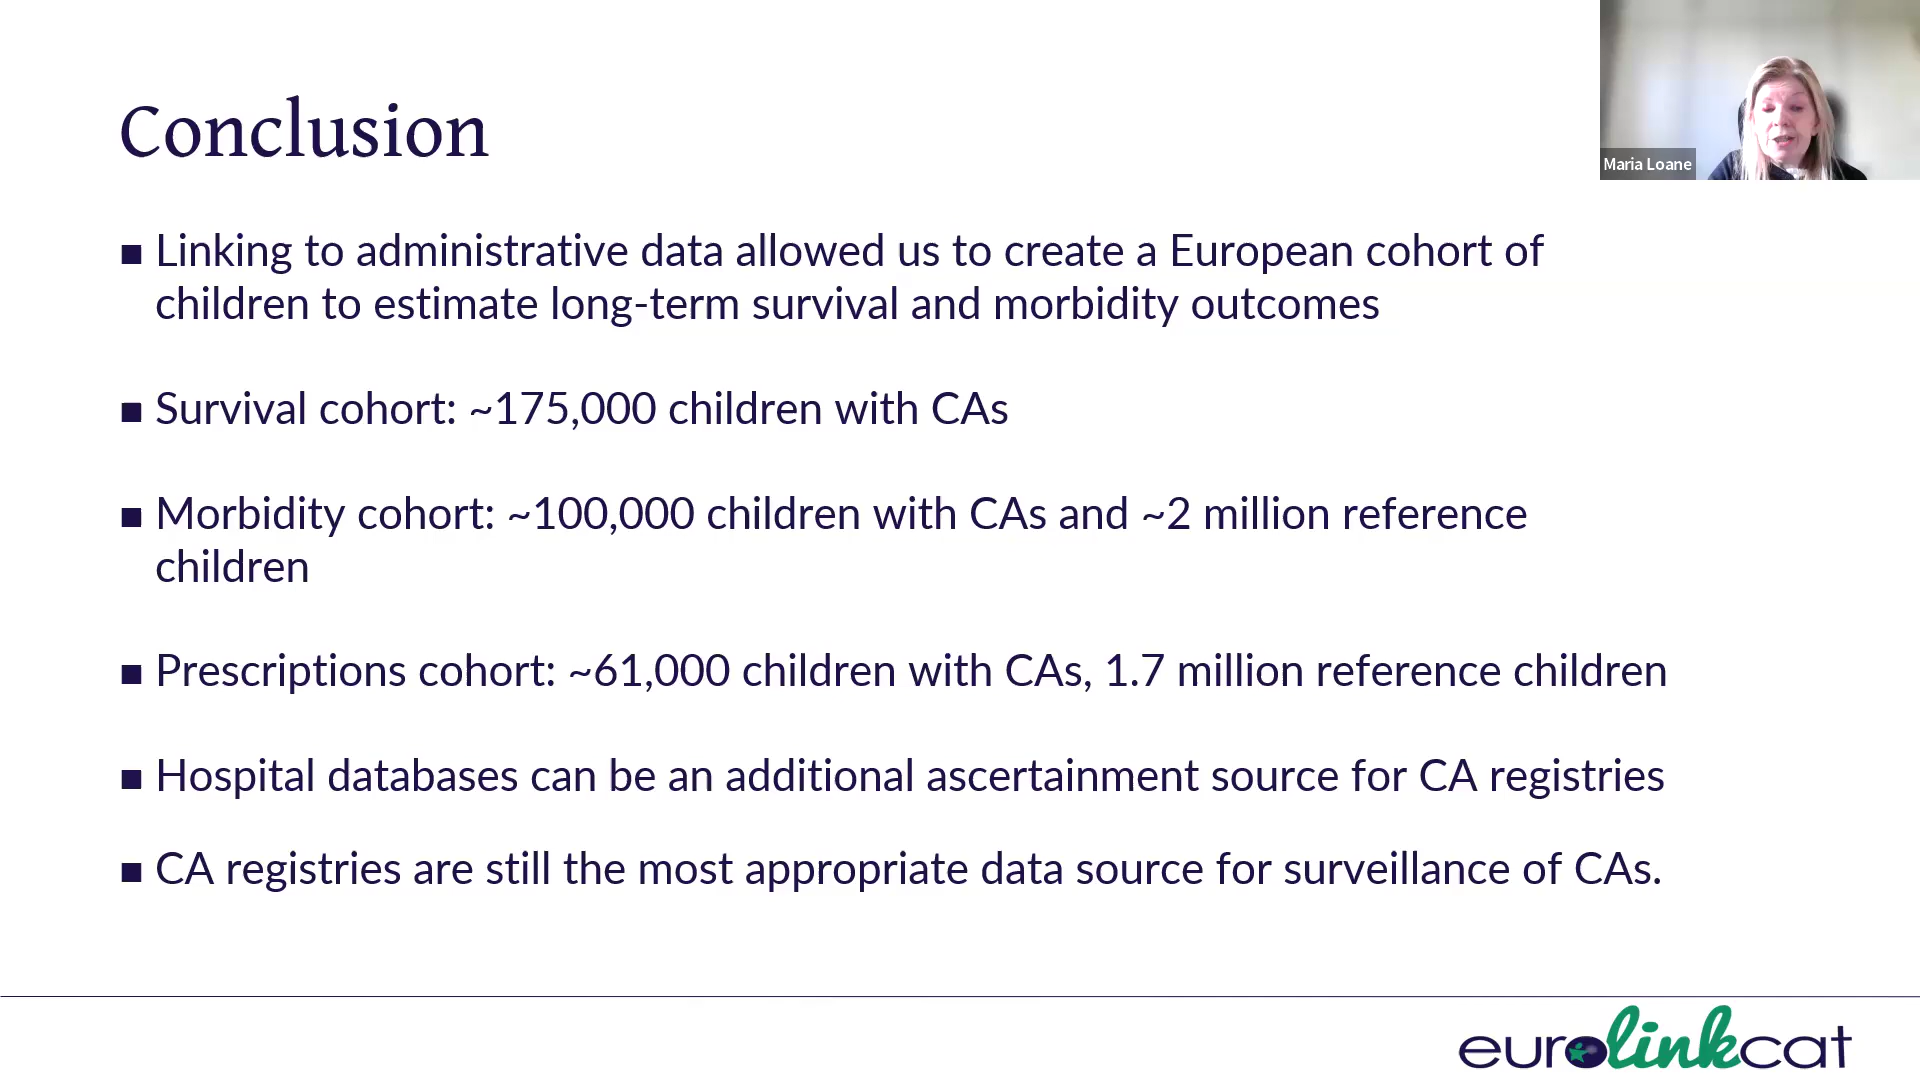 Conclusion
Maria Loane
■ Linking to administrative data allowed us to create a European cohort of
children to estimate long-term survival and morbidity outcomes
■ Survival cohort: ~175,000 children with CAs
■ Morbidity cohort: ~100,000 children with CAs and ~2 million reference
children
■ Prescriptions cohort: ~61,000 children with CAs, 1.7 million reference children
■ Hospital databases can be an additional ascertainment source for CA registries
■ CA registries are still the most appropriate data source for surveillance of CAs.
eurolinkcat